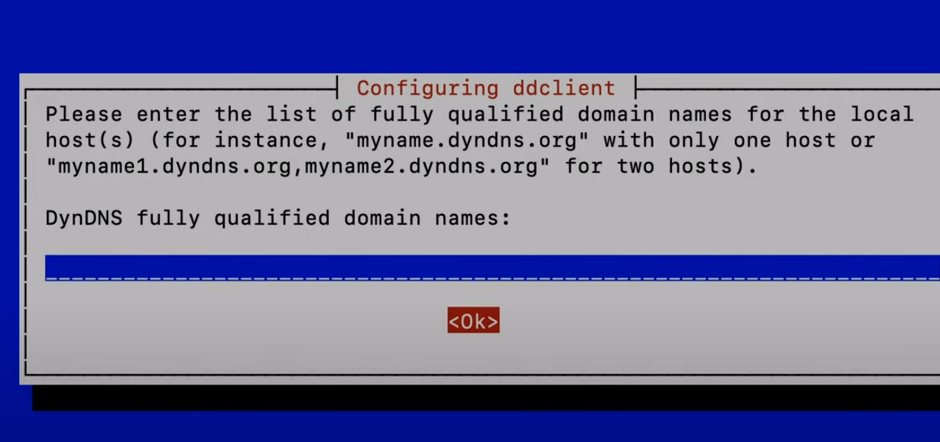 Configuring ddclient
Please enter the list of fully qualified domain names for the local
host(s) (for instance, "myname.dyndns.org" with only one host or
"myname1.dyndns.org,myname2.dyndns.org" for two hosts).
DynDNS fully qualified domain names:
<Ok>